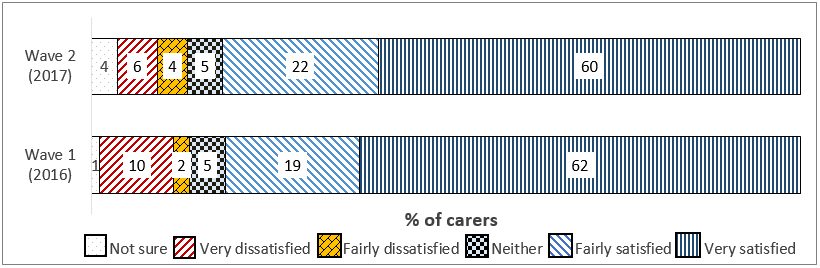 Wave 2
(2017)
4 6 4 5 22 60
Wave 1
(2016)
1 10 2 5 19 62
% of carers
Not sure Very dissatisfied Fairly dissatisfied Neither Fairly satisfied Very satisfied